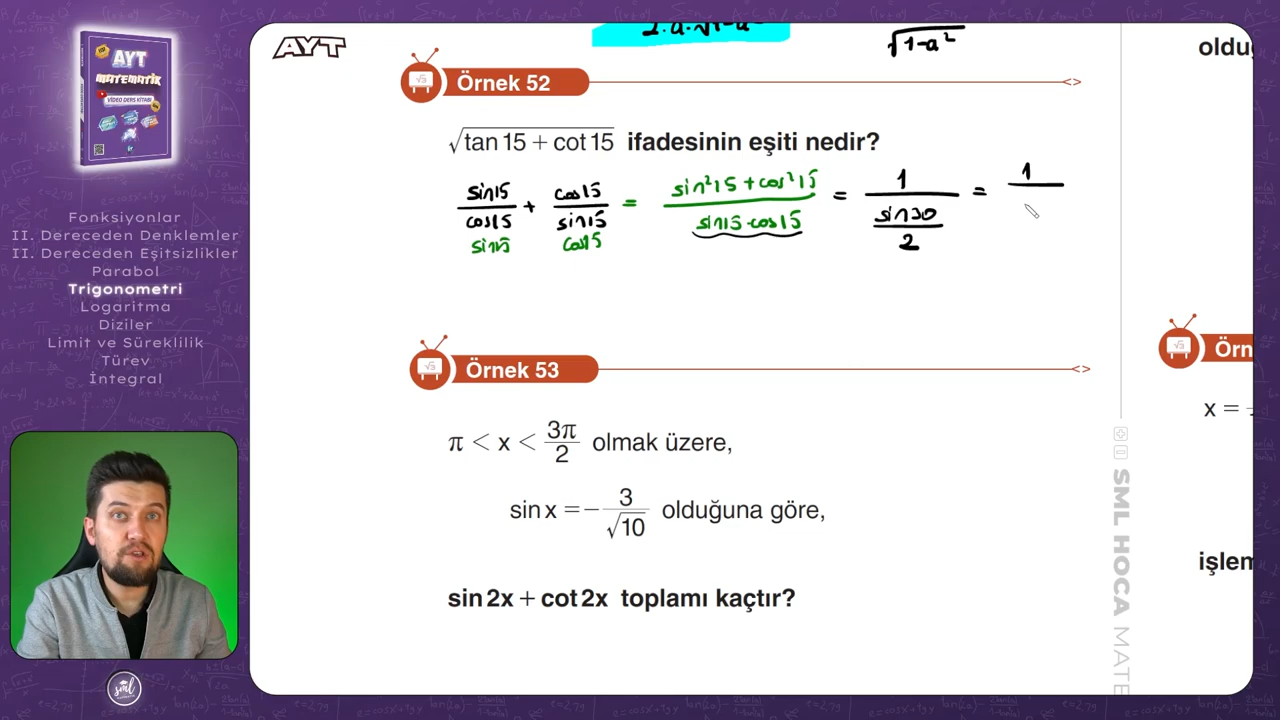 AYT
AYT
MATEMATİK
VİDEO DERS KİTABI
Fonksiyonlar
II. Dereceden Denklemler
II. Dereceden Eşitsizlikler
Parabol
Trigonometri
Logaritma
Diziler
Limit ve Süreklilik
Türev
İntegral
sml
√1-a²
Örnek 52
√tan 15 + cot 15 ifadesinin eşiti nedir?
sin15/cos15 + cos15/sin15 = sin²15 + cos²15 / sin15·cos15 = 1 / sin30/2 = 1
sin15 cos15
Örnek 53
π < x < 3π/2 olmak üzere,
sin x = − 3/√10 olduğuna göre,
sin 2x + cot 2x toplamı kaçtır?
SML HOCA MATE
oldu
Örn
x =
işlem